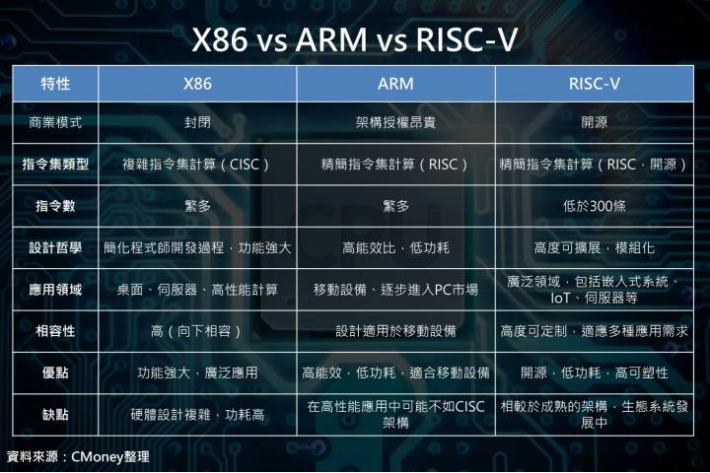 X86 vs ARM vs RISC-V
特性 X86 ARM RISC-V
商業模式 封閉 架構授權昂貴 開源
指令集類型 複雜指令集計算（CISC） 精簡指令集計算（RISC） 精簡指令集計算（RISC，開源）
指令數 繁多 繁多 低於300條
設計哲學 簡化程式師開發過程，功能強大 高能效比，低功耗 高度可擴展，模組化
應用領域 桌面、伺服器、高性能計算 移動設備、逐步進入PC市場 廣泛領域，包括嵌入式系統、
IoT、伺服器等
相容性 高（向下相容） 設計適用於移動設備 高度可定制，適應多種應用需求
優點 功能強大，廣泛應用 高能效，低功耗，適合移動設備 開源，低功耗，高可塑性
缺點 硬體設計複雜，功耗高 在高性能應用中可能不如CISC
架構 相較於成熟的架構，生態系統發
展中
資料來源：CMoney整理
CPU